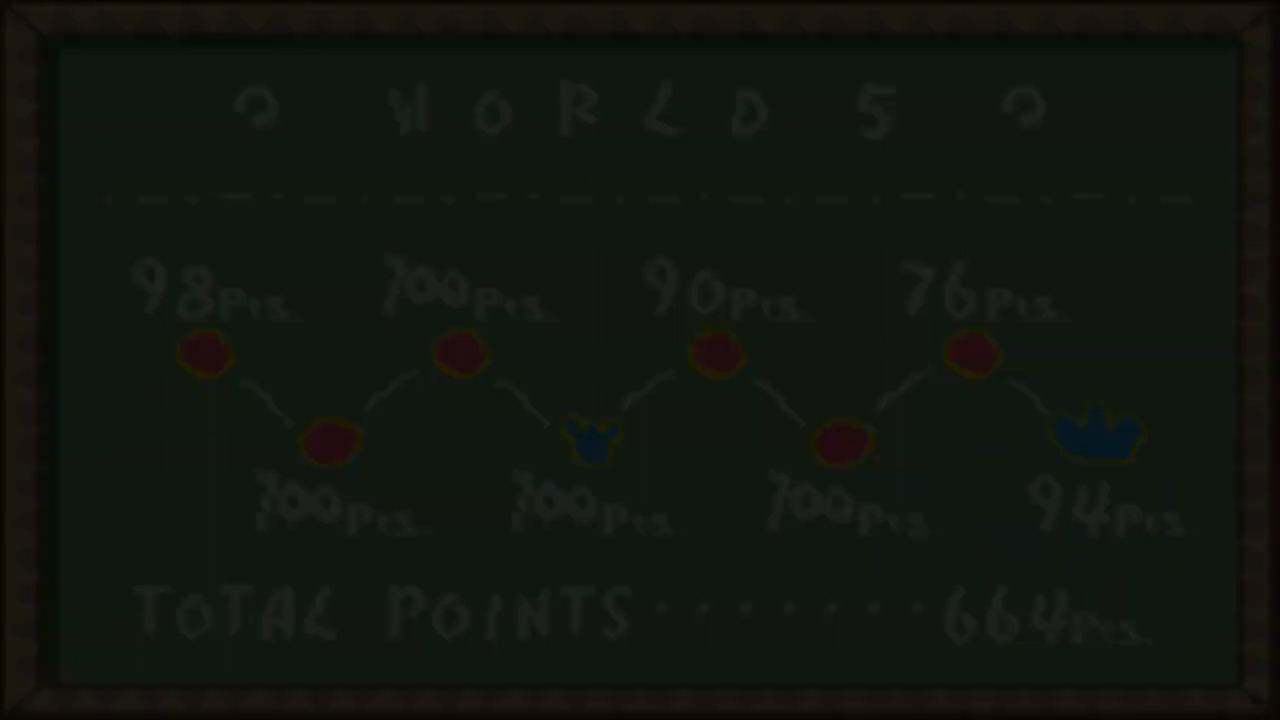 WORLD 5
98Pts. 100Pts. 90Pts. 76Pts.
100Pts. 100Pts. 100Pts. 94Pts.
TOTAL POINTS ······· 664Pts.